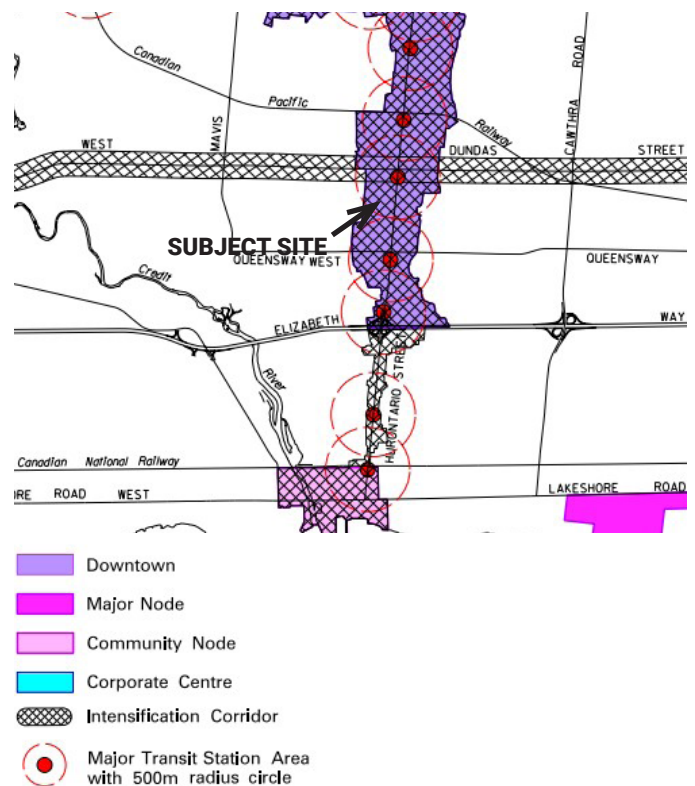 Canadian
Pacific
Railway
MAVIS
CAWTHRA ROAD
WEST
DUNDAS
STREET
SUBJECT SITE
QUEENSWAY WEST
QUEENSWAY
Credit
River
ELIZABETH
WAY
HURONTARIO STREET
Canadian National Railway
ORE ROAD WEST
LAKESHORE ROAD
Downtown
Major Node
Community Node
Corporate Centre
Intensification Corridor
Major Transit Station Area
with 500m radius circle